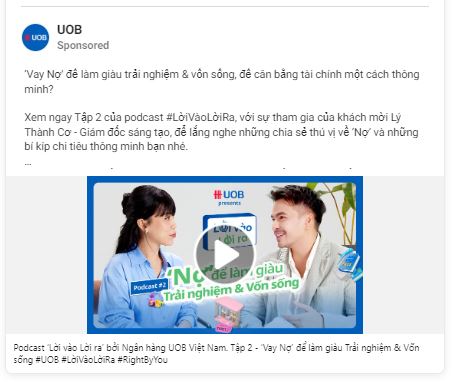 UOB
UOB
Sponsored
'Vay Nợ' để làm giàu trải nghiệm & vốn sống, để cân bằng tài chính một cách thông
minh?
Xem ngay Tập 2 của podcast #LờiVàoLờiRa, với sự tham gia của khách mời Lý
Thành Cơ - Giám đốc sáng tạo, để lắng nghe những chia sẻ thú vị về 'Nợ' và những
bí kíp chi tiêu thông minh bạn nhé.
...
UOB
presents
Lời vào
lời ra
Podcast #2
'Nợ' để làm giàu
Trải nghiệm & Vốn sống
Podcast 'Lời vào Lời ra' bởi Ngân hàng UOB Việt Nam. Tập 2 - 'Vay Nợ' để làm giàu Trải nghiệm & Vốn
sống #UOB #LờiVàoLờiRa #RightByYou